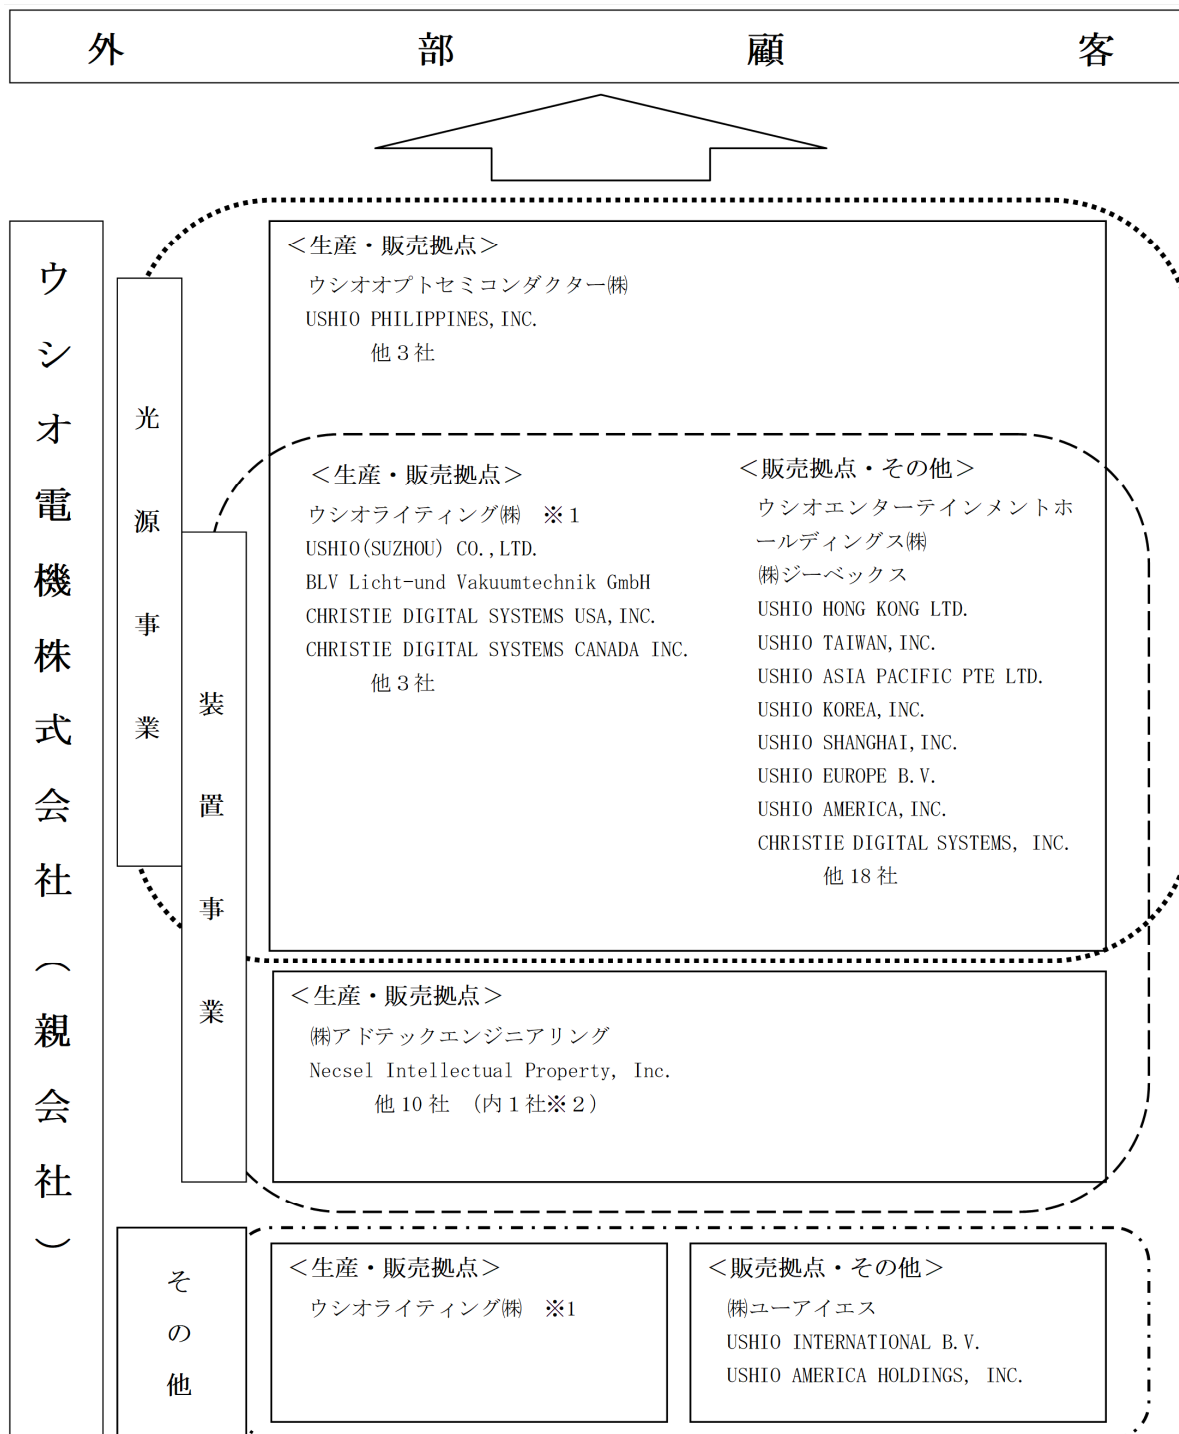 外部顧客
ウシオ電機株式会社（親会社）
光源事業
＜生産・販売拠点＞
ウシオオプトセミコンダクター㈱
USHIO PHILIPPINES,INC.
他３社
＜生産・販売拠点＞
ウシオライティング㈱　※１
USHIO(SUZHOU) CO.,LTD.
BLV Licht-und Vakuumtechnik GmbH
CHRISTIE DIGITAL SYSTEMS USA,INC.
CHRISTIE DIGITAL SYSTEMS CANADA INC.
他３社
＜販売拠点・その他＞
ウシオエンターテインメントホ
ールディングス㈱
㈱ジーベックス
USHIO HONG KONG LTD.
USHIO TAIWAN,INC.
USHIO ASIA PACIFIC PTE LTD.
USHIO KOREA,INC.
USHIO SHANGHAI,INC.
USHIO EUROPE B.V.
USHIO AMERICA,INC.
CHRISTIE DIGITAL SYSTEMS, INC.
他 18 社
装置事業
＜生産・販売拠点＞
㈱アドテックエンジニアリング
Necsel Intellectual Property, Inc.
他 10 社　（内１社※２）
その他
＜生産・販売拠点＞
ウシオライティング㈱　※1
＜販売拠点・その他＞
㈱ユーアイエス
USHIO INTERNATIONAL B.V.
USHIO AMERICA HOLDINGS, INC.